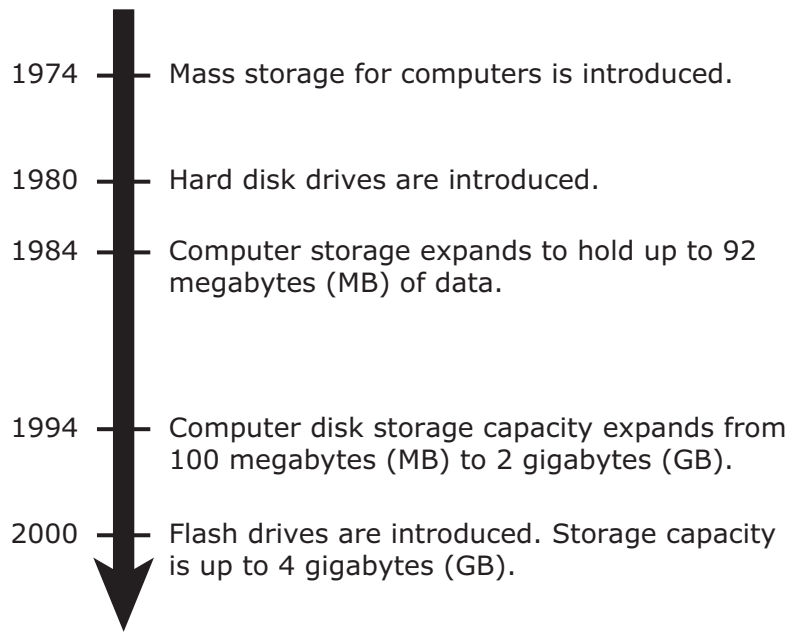 1974 Mass storage for computers is introduced.
1980 Hard disk drives are introduced.
1984 Computer storage expands to hold up to 92
megabytes (MB) of data.
1994 Computer disk storage capacity expands from
100 megabytes (MB) to 2 gigabytes (GB).
2000 Flash drives are introduced. Storage capacity
is up to 4 gigabytes (GB).